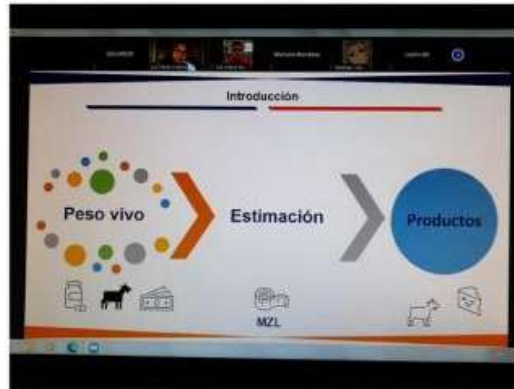 Introducción
Peso vivo
Estimación
Productos
MZL